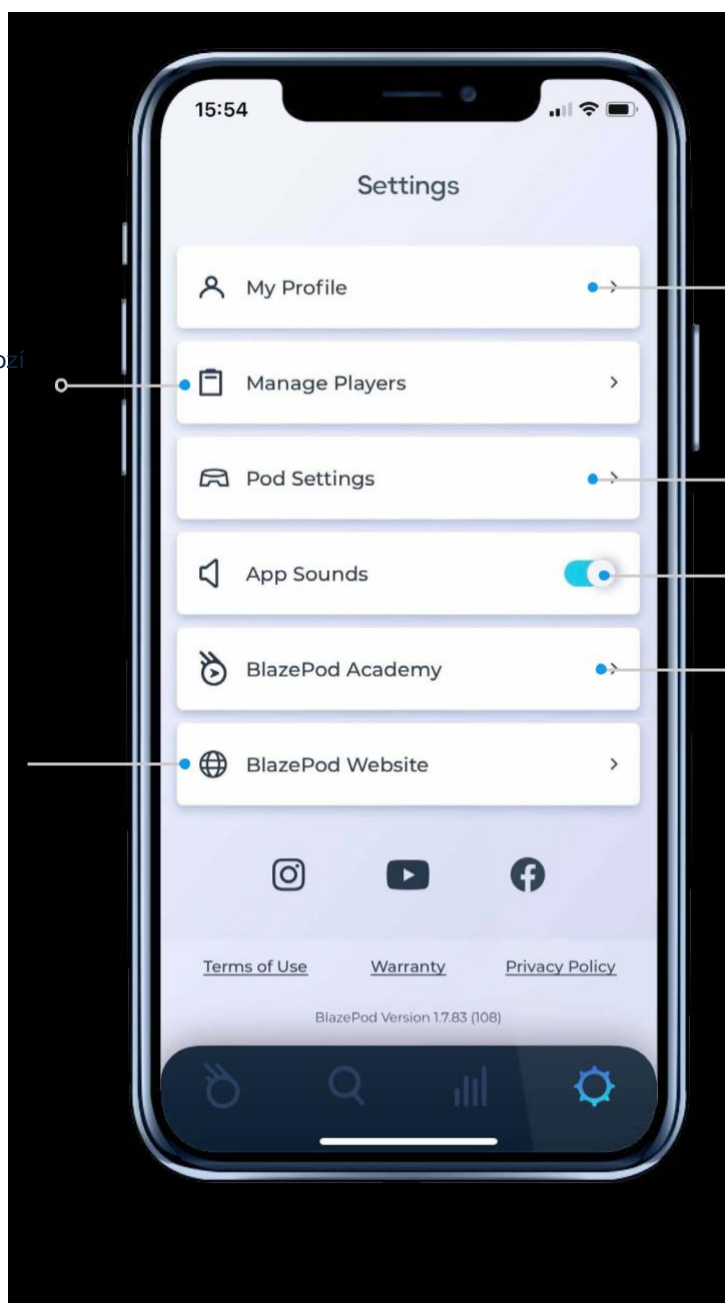 15:54
Settings
My Profile
ozí
Manage Players
Pod Settings
App Sounds
BlazePod Academy
BlazePod Website
Terms of Use Warranty Privacy Policy
BlazePod Version 1.7.83 (108)